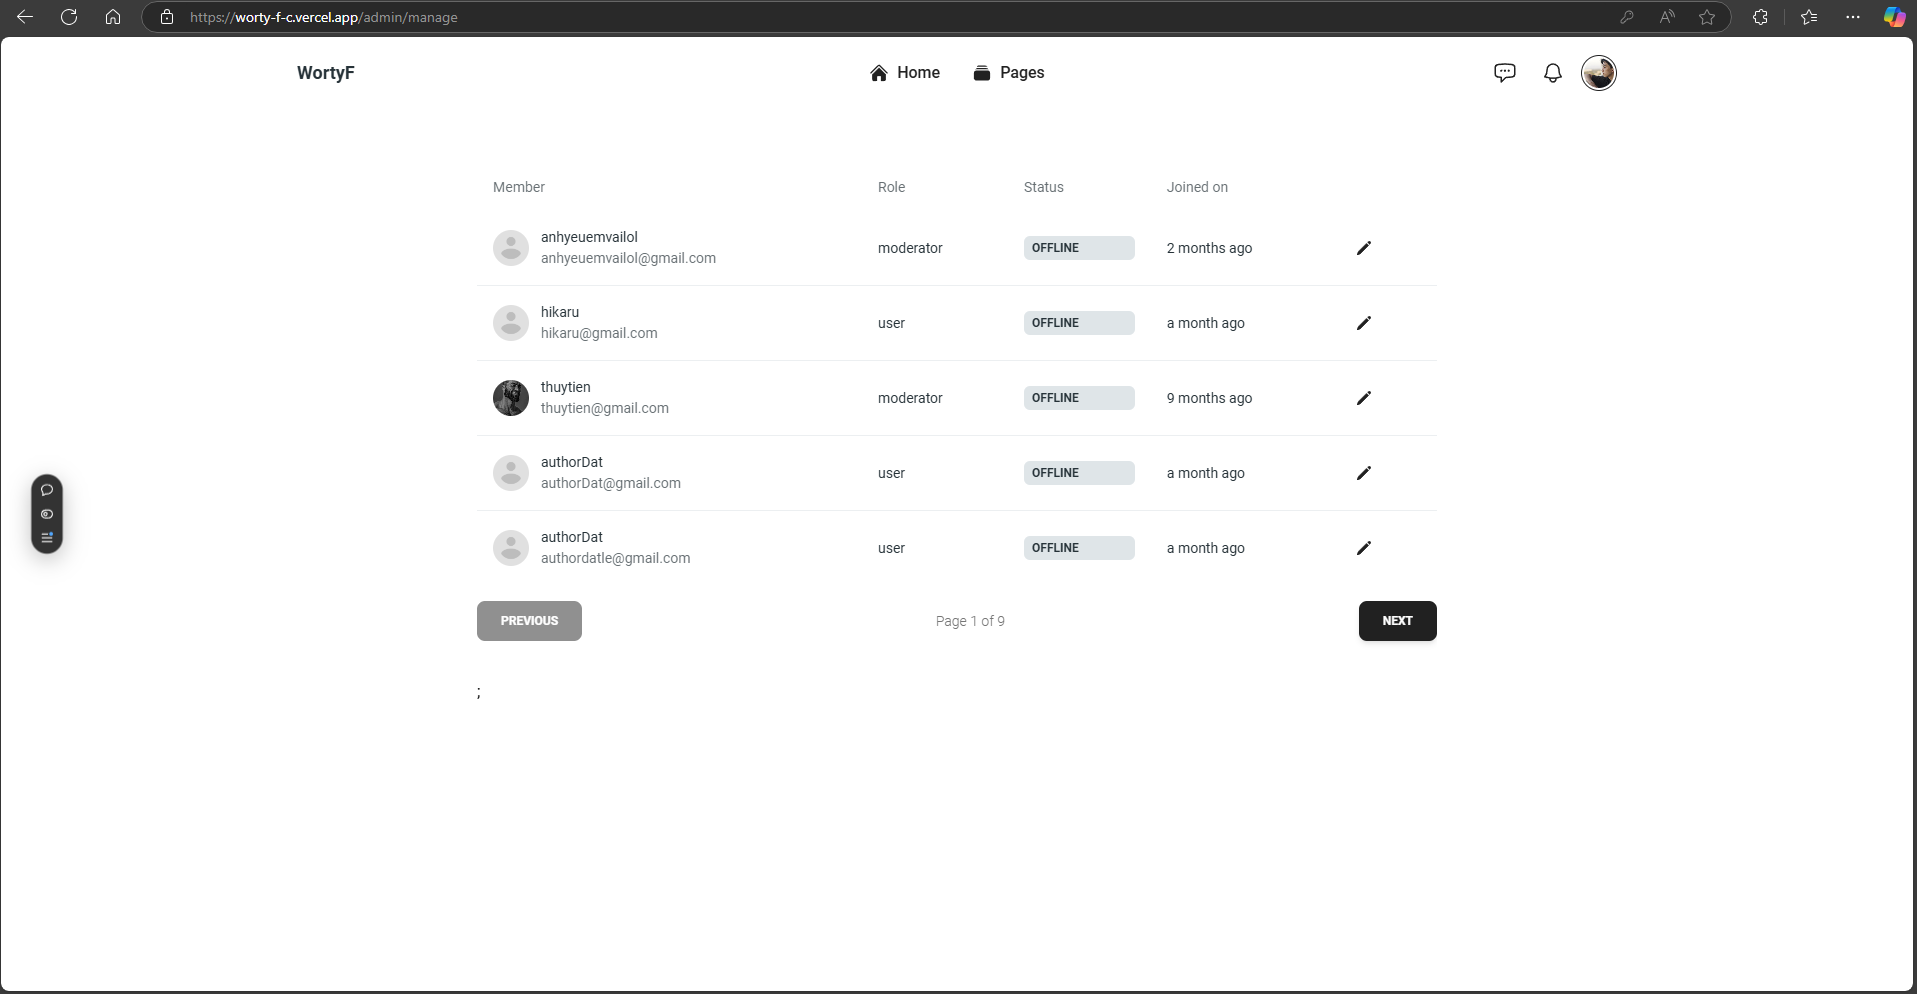 https://worty-f-c.vercel.app/admin/manage
WortyF
Home
Pages
Member Role Status Joined on
anhyeuemvailol
anhyeuemvailol@gmail.com
moderator OFFLINE 2 months ago
hikaru
hikaru@gmail.com
user OFFLINE a month ago
thuytien
thuytien@gmail.com
moderator OFFLINE 9 months ago
authorDat
authorDat@gmail.com
user OFFLINE a month ago
authorDat
authordatle@gmail.com
user OFFLINE a month ago
PREVIOUS Page 1 of 9 NEXT
;